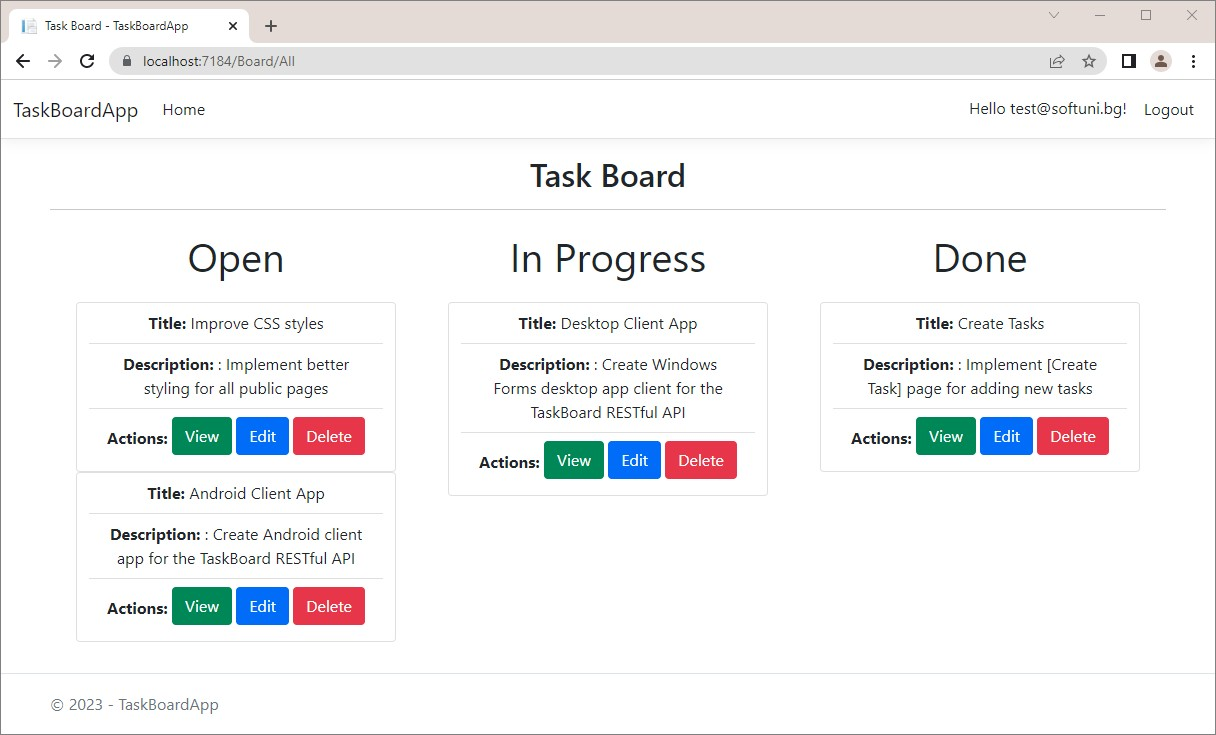 Task Board - TaskBoardApp
localhost:7184/Board/All
TaskBoardApp Home Hello test@softuni.bg! Logout
Task Board
Open
Title: Improve CSS styles
Description: : Implement better
styling for all public pages
Actions: View Edit Delete
Title: Android Client App
Description: : Create Android client
app for the TaskBoard RESTful API
Actions: View Edit Delete
In Progress
Title: Desktop Client App
Description: : Create Windows
Forms desktop app client for the
TaskBoard RESTful API
Actions: View Edit Delete
Done
Title: Create Tasks
Description: : Implement [Create
Task] page for adding new tasks
Actions: View Edit Delete
© 2023 - TaskBoardApp